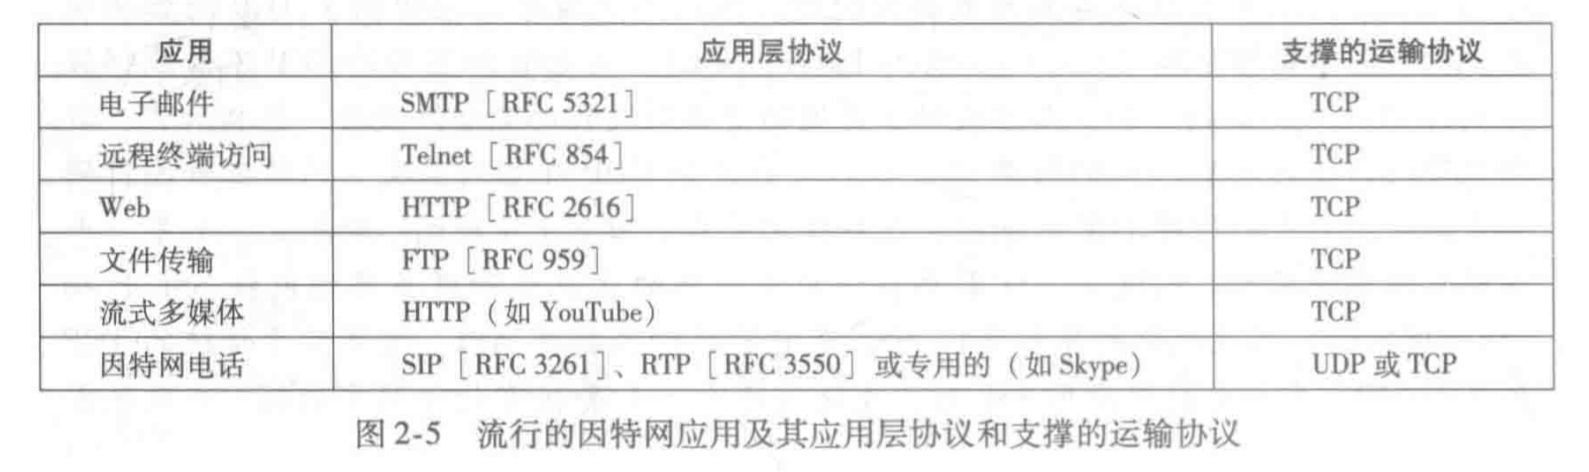 应用 应用层协议 支撑的运输协议
电子邮件 SMTP [RFC 5321] TCP
远程终端访问 Telnet [RFC 854] TCP
Web HTTP [RFC 2616] TCP
文件传输 FTP [RFC 959] TCP
流式多媒体 HTTP (如 YouTube) TCP
因特网电话 SIP [RFC 3261]、RTP [RFC 3550] 或专用的 (如 Skype) UDP 或 TCP
图 2-5 流行的因特网应用及其应用层协议和支撑的运输协议